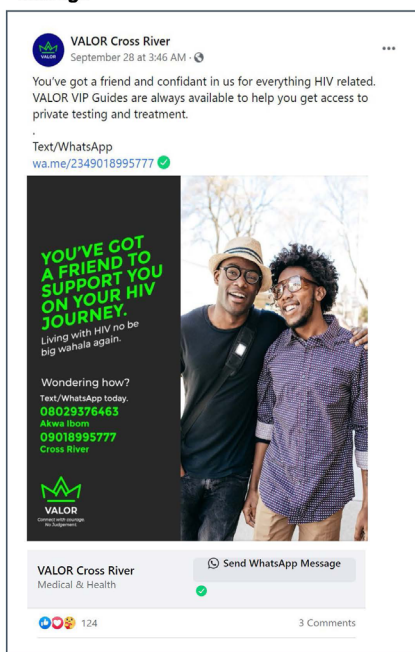 VALOR Cross River
September 28 at 3:46 AM ·
VALOR
You've got a friend and confidant in us for everything HIV related.
VALOR VIP Guides are always available to help you get access to
private testing and treatment.
.
Text/WhatsApp
wa.me/2349018995777
YOU'VE GOT
A FRIEND TO
SUPPORT YOU
ON YOUR HIV
JOURNEY.
Living with HIV no be
big wahala again.
Wondering how?
Text/WhatsApp today.
08029376463
Akwa Ibom
09018995777
Cross River
VALOR
Connect with courage.
No Judgement.
VALOR Cross River
Medical & Health
Send WhatsApp Message
124
3 Comments